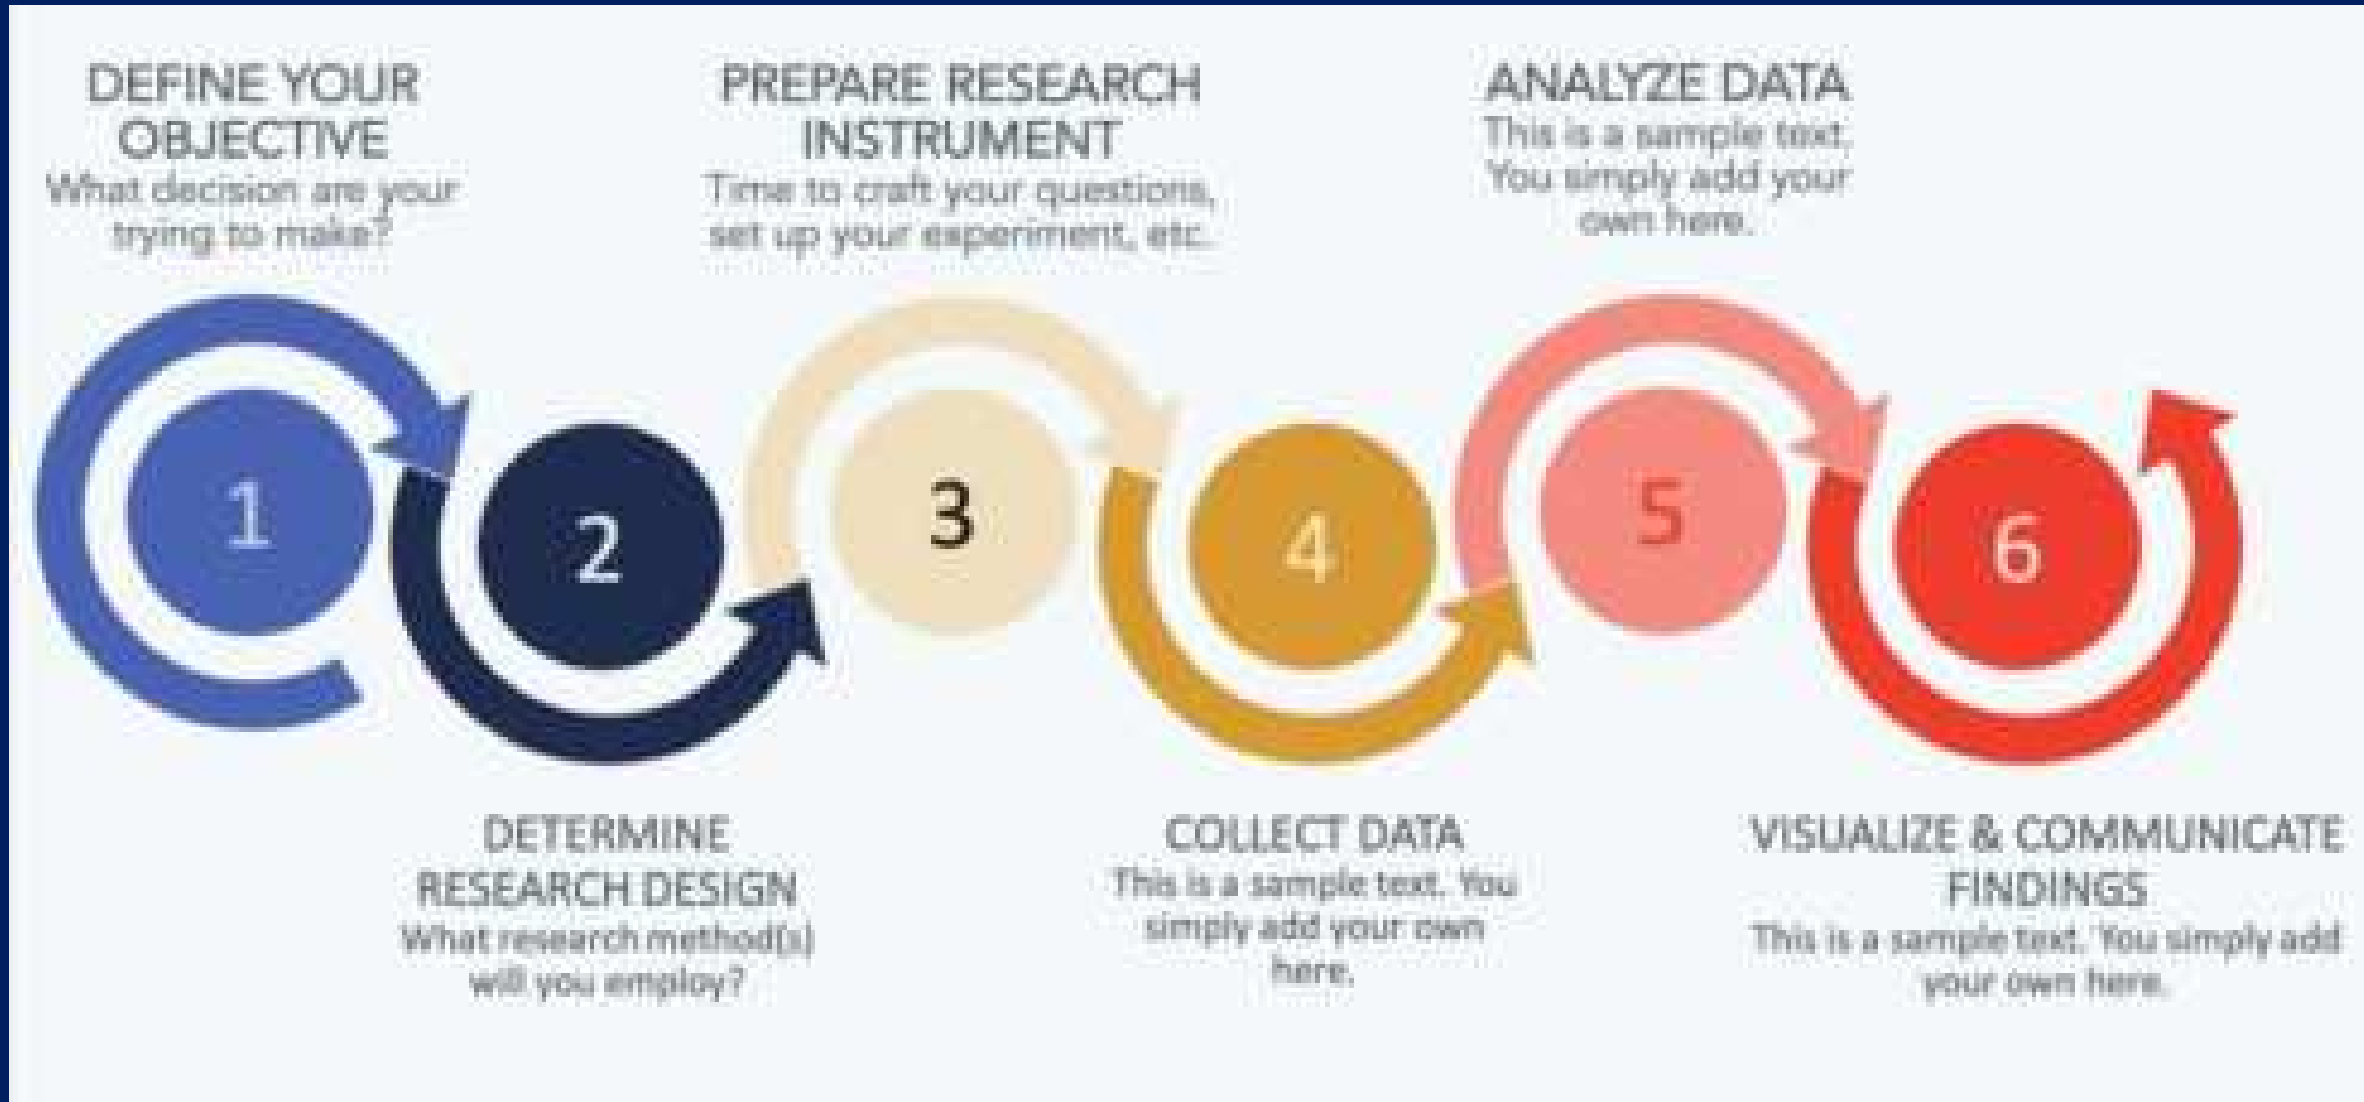 DEFINE YOUR
OBJECTIVE
What decision are your
trying to make?
1
DETERMINE
RESEARCH DESIGN
What research method(s)
will you employ?
2
PREPARE RESEARCH
INSTRUMENT
Time to craft your questions,
set up your experiment, etc.
3
COLLECT DATA
This is a sample text. You
simply add your own
here.
4
ANALYZE DATA
This is a sample text.
You simply add your
own here.
5
VISUALIZE & COMMUNICATE
FINDINGS
This is a sample text. You simply add
your own here.
6